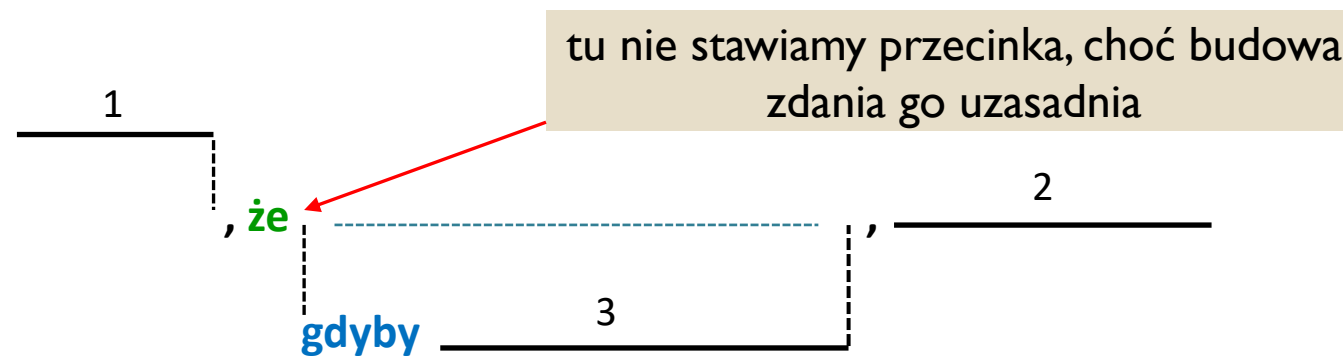 tu nie stawiamy przecinka, choć budowa
zdania go uzasadnia
1
2
, że
,
3
gdyby